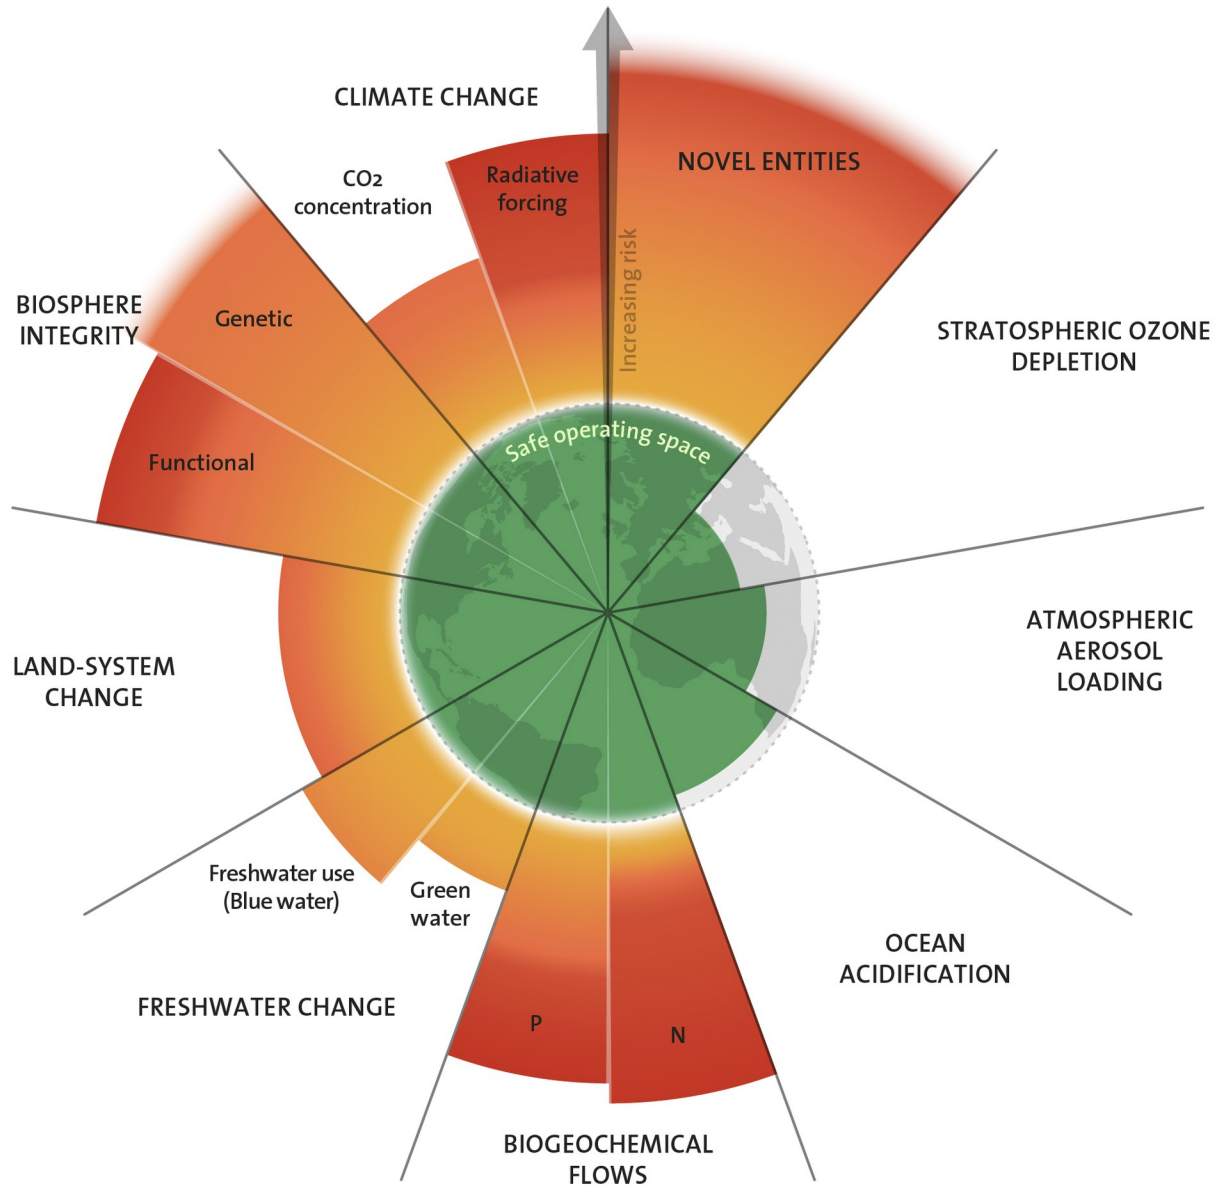 CLIMATE CHANGE
CO2
concentration
Radiative
forcing
NOVEL ENTITIES
Increasing risk
BIOSPHERE
INTEGRITY
Genetic
Functional
STRATOSPHERIC OZONE
DEPLETION
Safe operating space
ATMOSPHERIC
AEROSOL
LOADING
LAND-SYSTEM
CHANGE
Freshwater use
(Blue water)
Green
water
FRESHWATER CHANGE
OCEAN
ACIDIFICATION
P
N
BIOGEOCHEMICAL
FLOWS